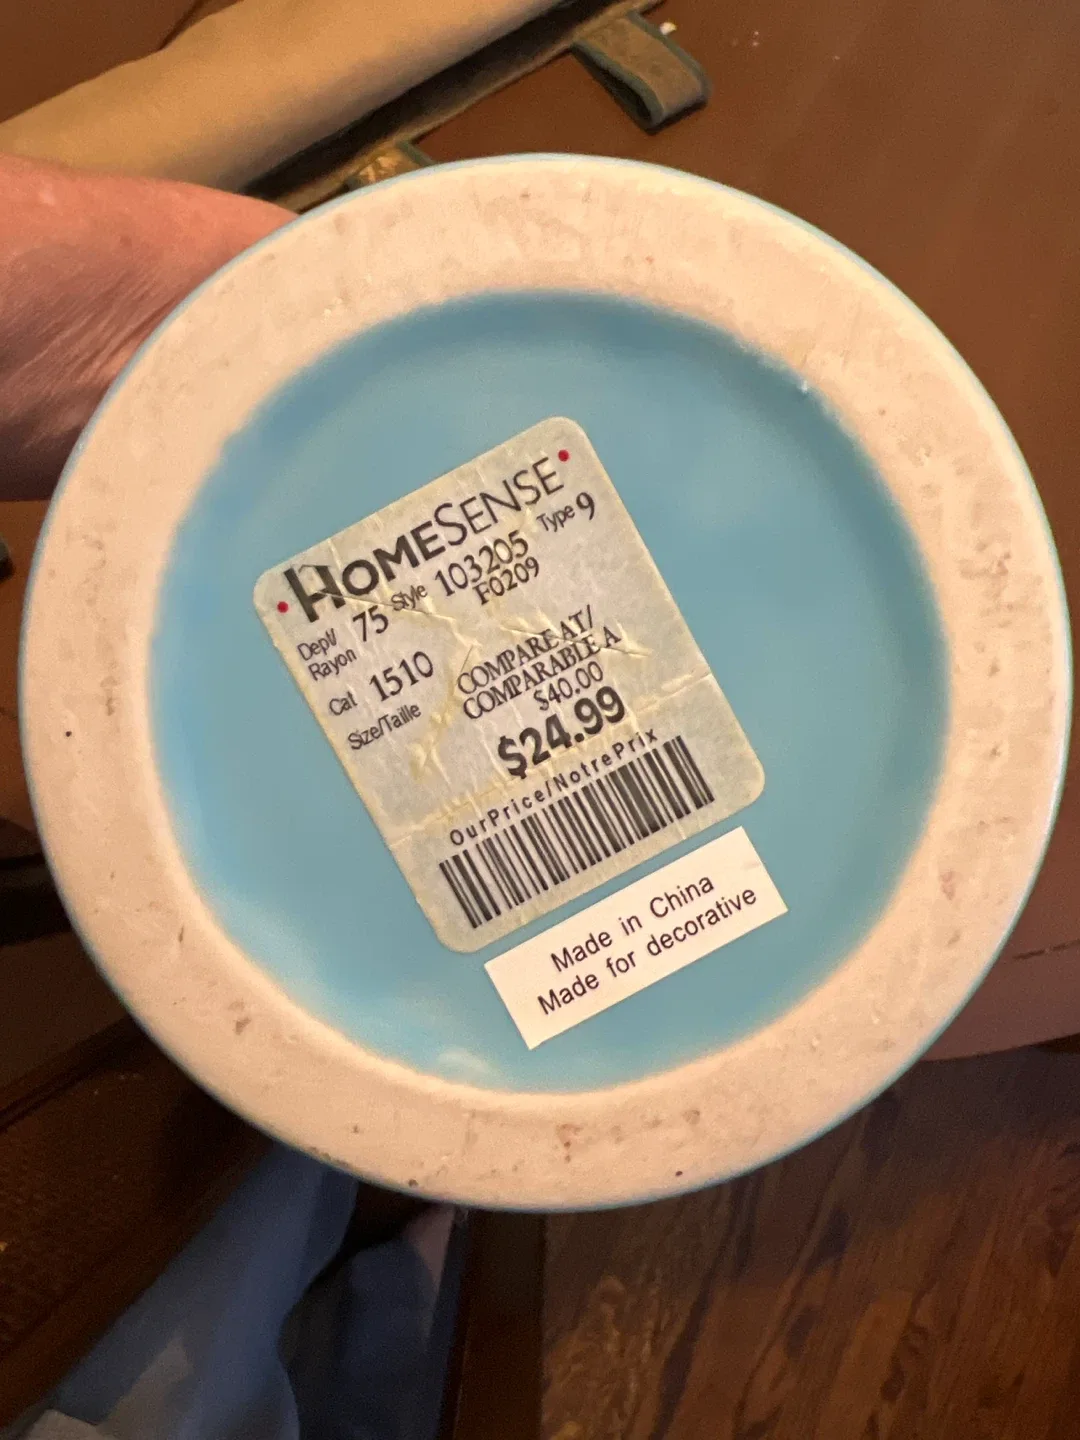 HOMESENSE
Dept/ Rayon 75 Style 103205 Type 9
F0209
Cat 1510
Size/Taille
COMPARE AT/
COMPARABLE A
$40.00
$24.99
OurPrice/NotrePrix
Made in China
Made for decorative